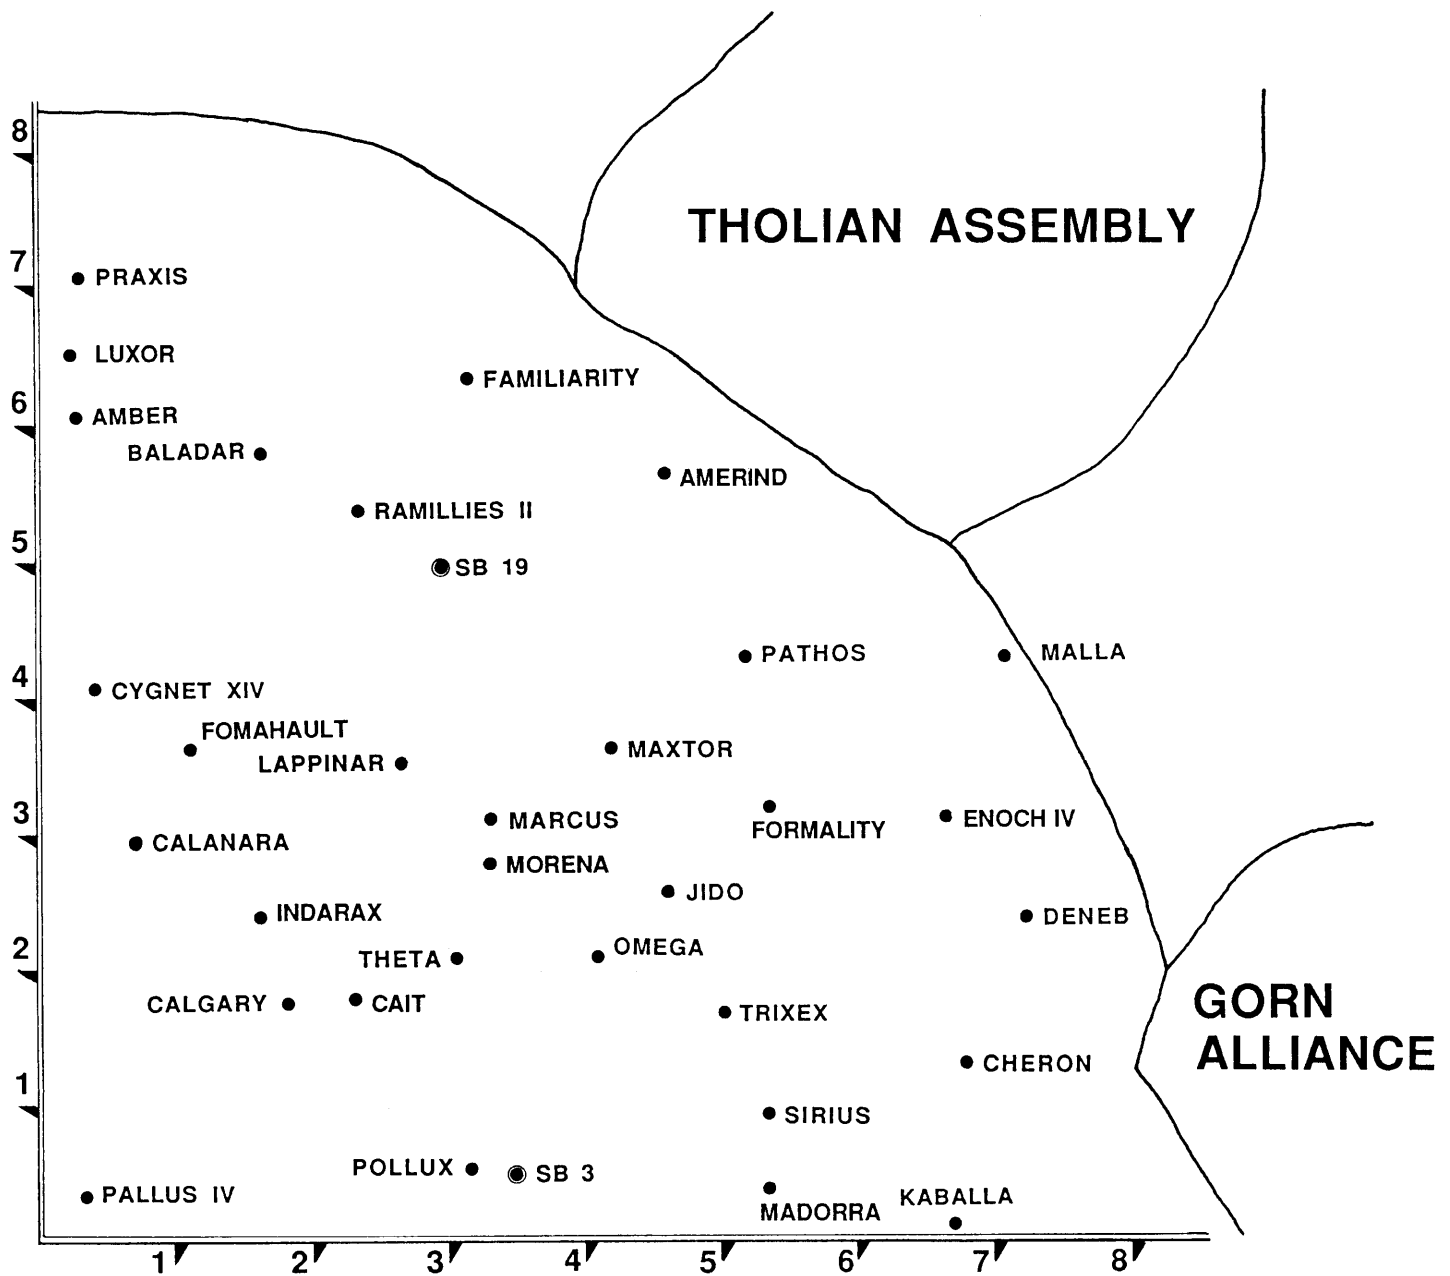 8
THOLIAN ASSEMBLY
7
PRAXIS
LUXOR
FAMILIARITY
6
AMBER
BALADAR
AMERIND
RAMILLIES II
5
SB 19
PATHOS
MALLA
4
CYGNET XIV
FOMAHAULT
LAPPINAR
MAXTOR
3
MARCUS
FORMALITY
ENOCH IV
CALANARA
MORENA
JIDO
INDARAX
DENEB
2
THETA
OMEGA
CALGARY
CAIT
TRIXEX
GORN
ALLIANCE
CHERON
1
SIRIUS
POLLUX
SB 3
PALLUS IV
MADORRA
KABALLA
1 2 3 4 5 6 7 8